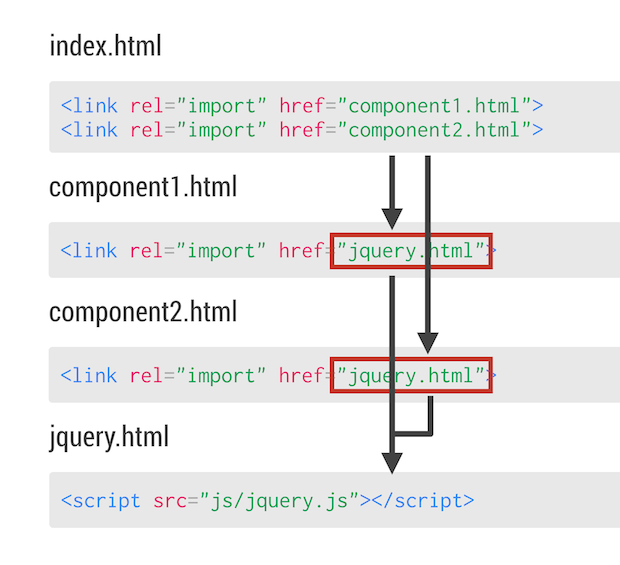 index.html
<link rel="import" href="component1.html">
<link rel="import" href="component2.html">
component1.html
<link rel="import" href="jquery.html">
component2.html
<link rel="import" href="jquery.html">
jquery.html
<script src="js/jquery.js"></script>